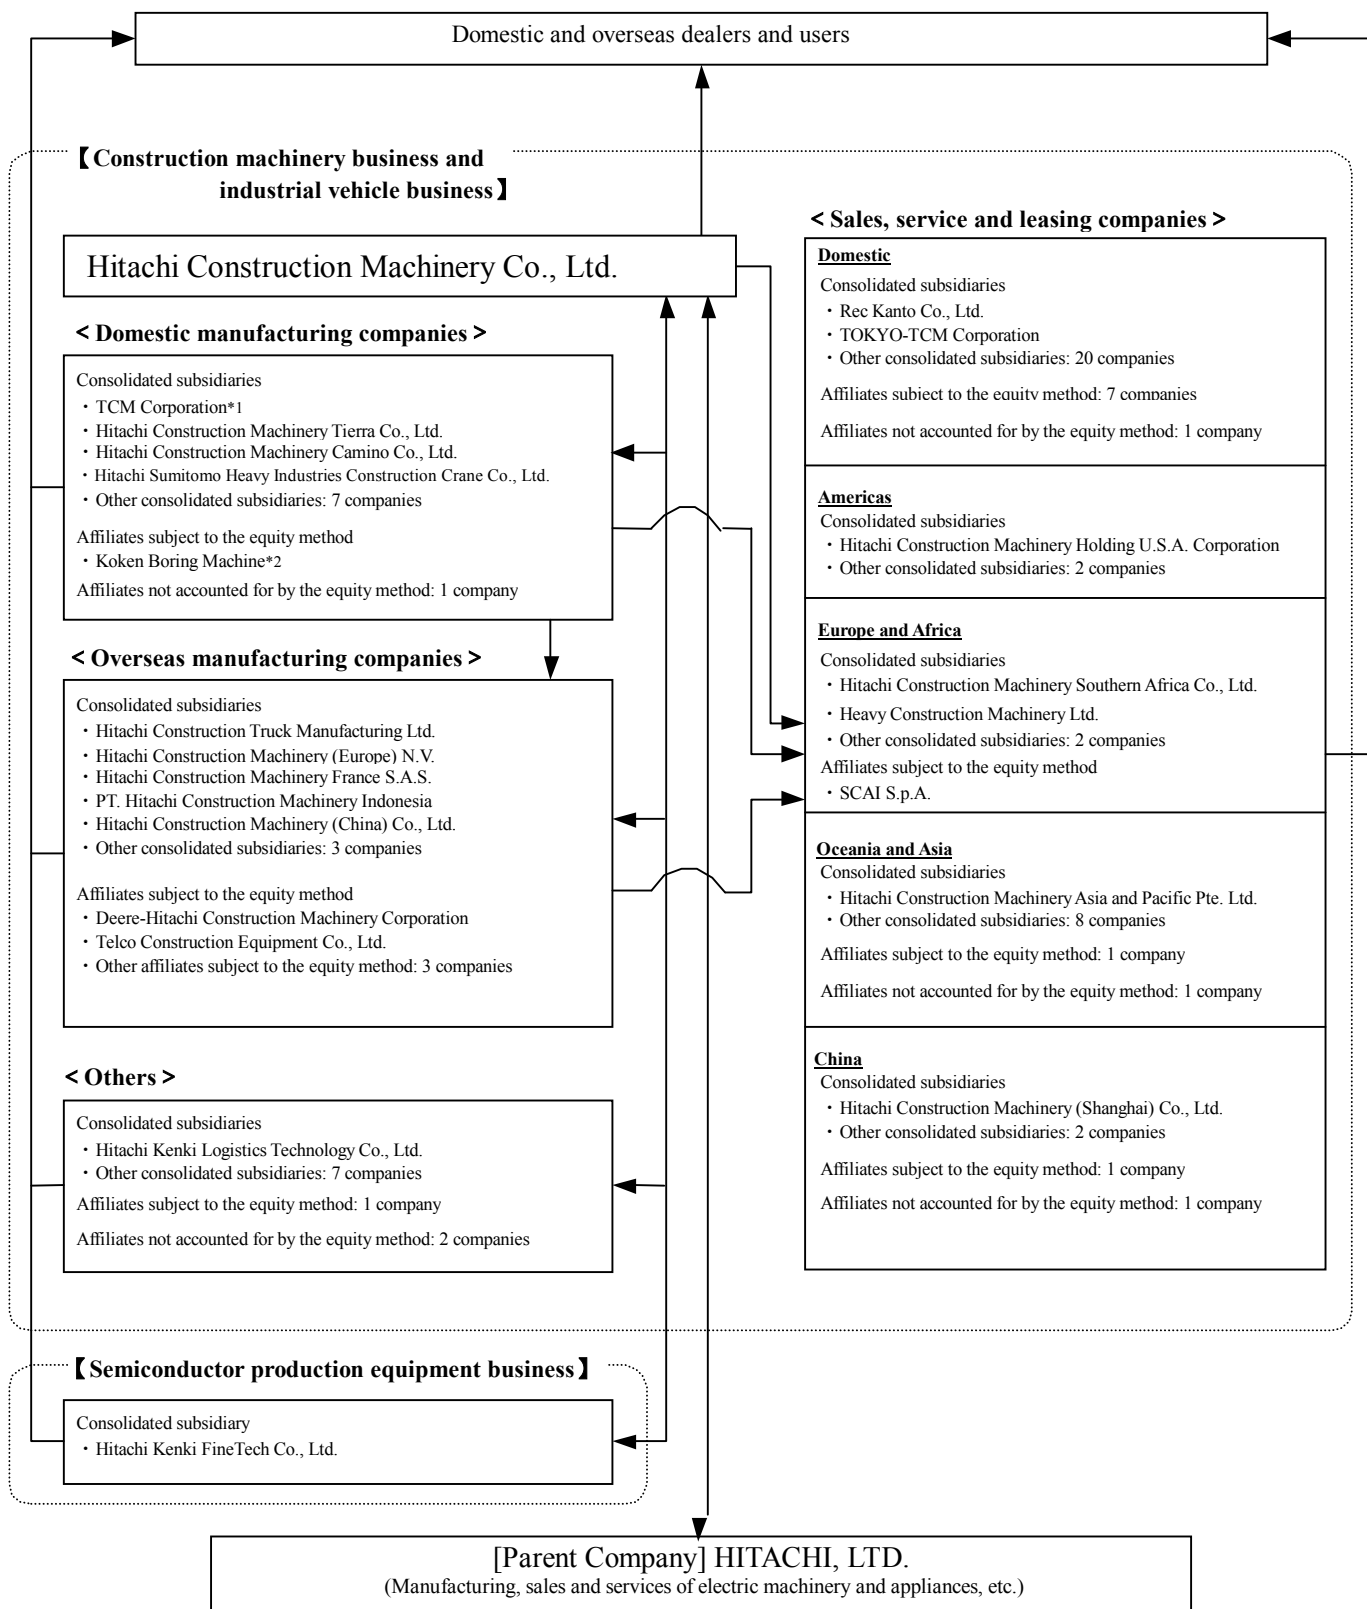 Domestic and overseas dealers and users
【Construction machinery business and
industrial vehicle business】
Hitachi Construction Machinery Co., Ltd.
< Domestic manufacturing companies >
Consolidated subsidiaries
・TCM Corporation*1
・Hitachi Construction Machinery Tierra Co., Ltd.
・Hitachi Construction Machinery Camino Co., Ltd.
・Hitachi Sumitomo Heavy Industries Construction Crane Co., Ltd.
・Other consolidated subsidiaries: 7 companies
Affiliates subject to the equity method
・Koken Boring Machine*2
Affiliates not accounted for by the equity method: 1 company
< Overseas manufacturing companies >
Consolidated subsidiaries
・Hitachi Construction Truck Manufacturing Ltd.
・Hitachi Construction Machinery (Europe) N.V.
・Hitachi Construction Machinery France S.A.S.
・PT. Hitachi Construction Machinery Indonesia
・Hitachi Construction Machinery (China) Co., Ltd.
・Other consolidated subsidiaries: 3 companies
Affiliates subject to the equity method
・Deere-Hitachi Construction Machinery Corporation
・Telco Construction Equipment Co., Ltd.
・Other affiliates subject to the equity method: 3 companies
< Others >
Consolidated subsidiaries
・Hitachi Kenki Logistics Technology Co., Ltd.
・Other consolidated subsidiaries: 7 companies
Affiliates subject to the equity method: 1 company
Affiliates not accounted for by the equity method: 2 companies
< Sales, service and leasing companies >
Domestic
Consolidated subsidiaries
・Rec Kanto Co., Ltd.
・TOKYO-TCM Corporation
・Other consolidated subsidiaries: 20 companies
Affiliates subject to the equity method: 7 companies
Affiliates not accounted for by the equity method: 1 company
Americas
Consolidated subsidiaries
・Hitachi Construction Machinery Holding U.S.A. Corporation
・Other consolidated subsidiaries: 2 companies
Europe and Africa
Consolidated subsidiaries
・Hitachi Construction Machinery Southern Africa Co., Ltd.
・Heavy Construction Machinery Ltd.
・Other consolidated subsidiaries: 2 companies
Affiliates subject to the equity method
・SCAI S.p.A.
Oceania and Asia
Consolidated subsidiaries
・Hitachi Construction Machinery Asia and Pacific Pte. Ltd.
・Other consolidated subsidiaries: 8 companies
Affiliates subject to the equity method: 1 company
Affiliates not accounted for by the equity method: 1 company
China
Consolidated subsidiaries
・Hitachi Construction Machinery (Shanghai) Co., Ltd.
・Other consolidated subsidiaries: 2 companies
Affiliates subject to the equity method: 1 company
Affiliates not accounted for by the equity method: 1 company
【Semiconductor production equipment business】
Consolidated subsidiary
・Hitachi Kenki FineTech Co., Ltd.
[Parent Company] HITACHI, LTD.
(Manufacturing, sales and services of electric machinery and appliances, etc.)